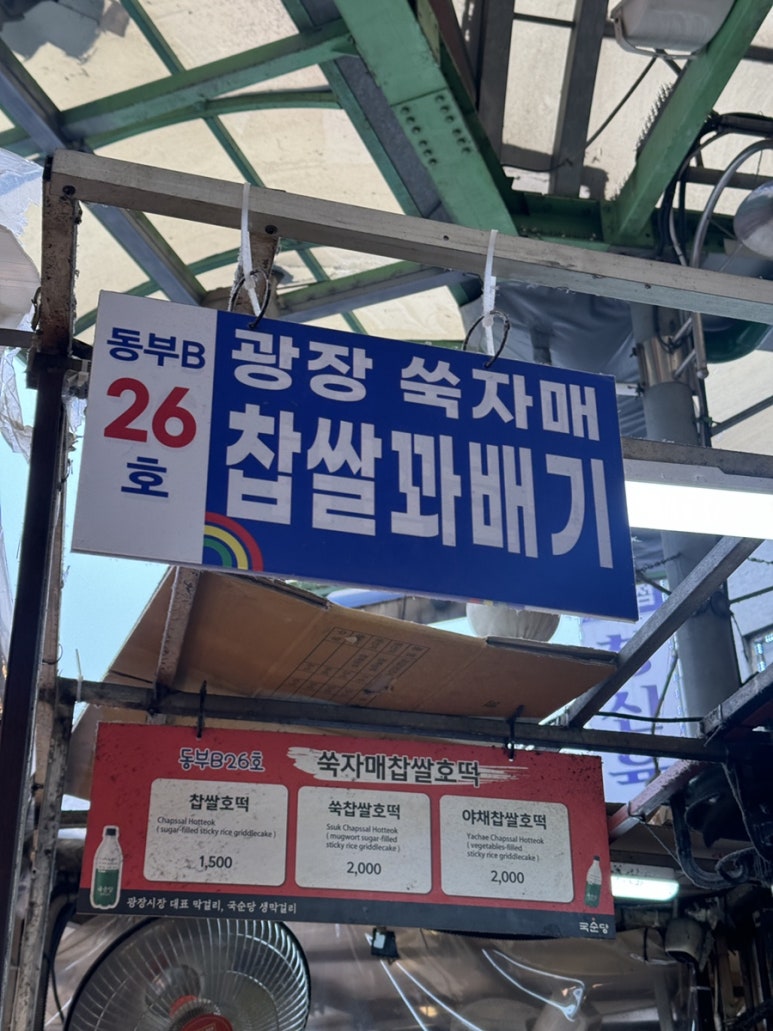 동부B
26
호
광장 쑥자매
찹쌀꽈배기
동부B26호
쑥자매찹쌀호떡
찹쌀호떡
Chapssal Hotteok
( sugar-filled sticky rice griddlecake )
1,500
쑥찹쌀호떡
Ssuk Chapssal Hotteok
( mugwort sugar-filled
sticky rice griddlecake )
2,000
야채찹쌀호떡
Yachae Chapssal Hotteok
( vegetables-filled
sticky rice griddlecake )
2,000
국순당
광장시장 대표 막걸리, 국순당 생막걸리
국순당